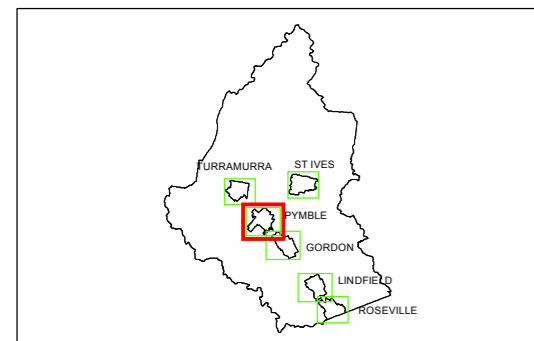 TURRAMURRA
ST IVES
PYMBLE
GORDON
LINDFIELD
ROSEVILLE